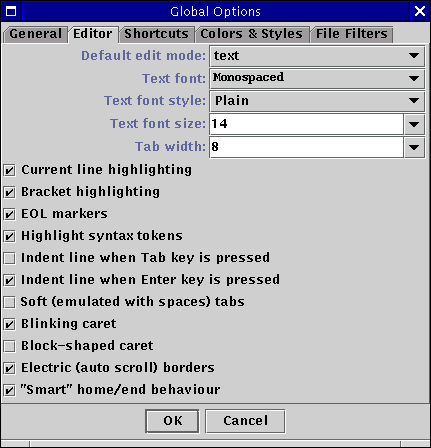 Global Options
General Editor Shortcuts Colors & Styles File Filters
Default edit mode: text
Text font: Monospaced
Text font style: Plain
Text font size: 14
Tab width: 8
Current line highlighting
Bracket highlighting
EOL markers
Highlight syntax tokens
Indent line when Tab key is pressed
Indent line when Enter key is pressed
Soft (emulated with spaces) tabs
Blinking caret
Block-shaped caret
Electric (auto scroll) borders
"Smart" home/end behaviour
OK Cancel